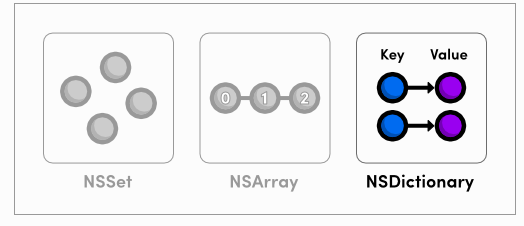 Key Value
0 1 2
NSSet NSArray NSDictionary